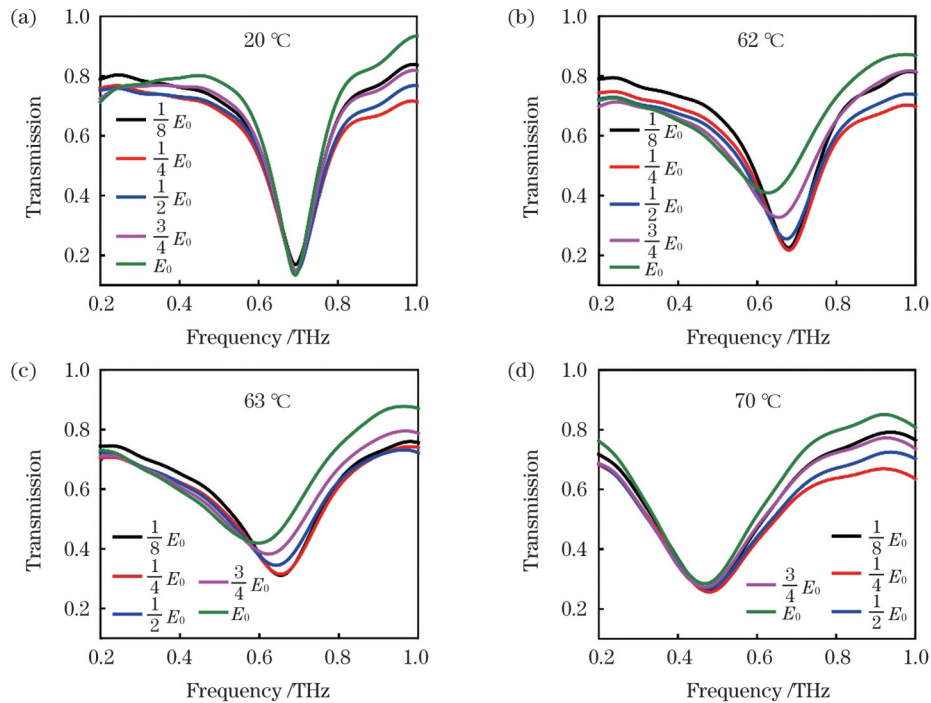 (a)
20 ℃
1.0
0.8
0.6
0.4
0.2
Transmission
1/8 E₀
1/4 E₀
1/2 E₀
3/4 E₀
E₀
0.2 0.4 0.6 0.8 1.0
Frequency /THz
(b)
62 ℃
1.0
0.8
0.6
0.4
0.2
Transmission
1/8 E₀
1/4 E₀
1/2 E₀
3/4 E₀
E₀
0.2 0.4 0.6 0.8 1.0
Frequency /THz
(c)
63 ℃
1.0
0.8
0.6
0.4
0.2
Transmission
1/8 E₀
1/4 E₀
1/2 E₀
3/4 E₀
E₀
0.2 0.4 0.6 0.8 1.0
Frequency /THz
(d)
70 ℃
1.0
0.8
0.6
0.4
0.2
Transmission
3/4 E₀
E₀
1/8 E₀
1/4 E₀
1/2 E₀
0.2 0.4 0.6 0.8 1.0
Frequency /THz